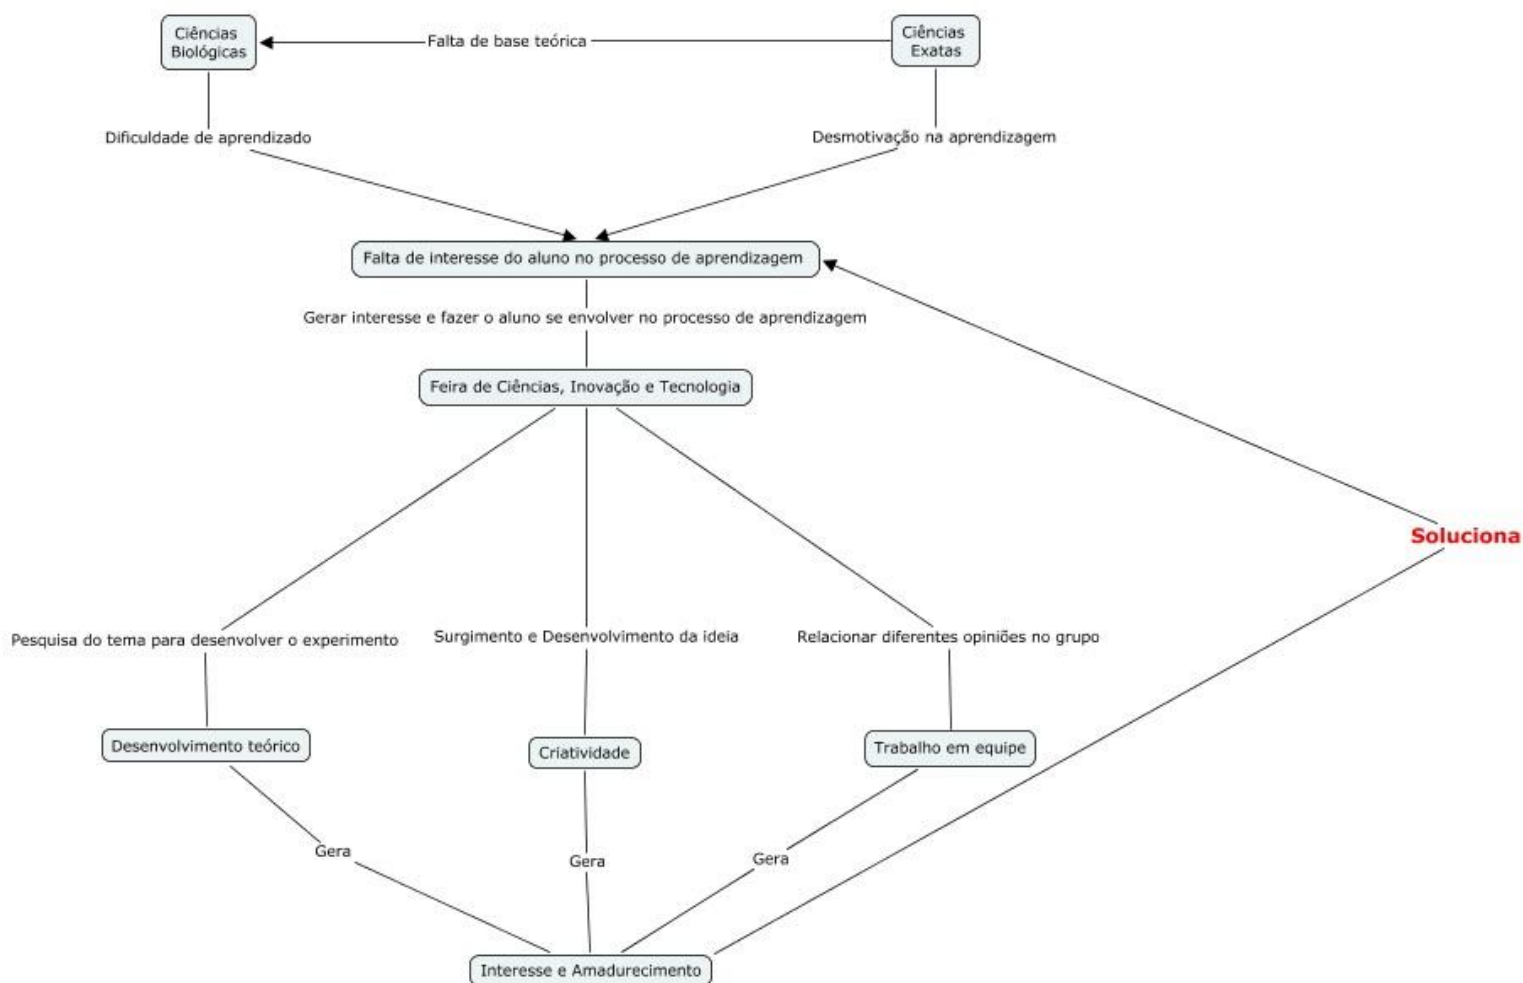 Ciências
Biológicas
Falta de base teórica
Ciências
Exatas
Dificuldade de aprendizado
Desmotivação na aprendizagem
Falta de interesse do aluno no processo de aprendizagem
Gerar interesse e fazer o aluno se envolver no processo de aprendizagem
Feira de Ciências, Inovação e Tecnologia
Soluciona
Pesquisa do tema para desenvolver o experimento
Surgimento e Desenvolvimento da ideia
Relacionar diferentes opiniões no grupo
Desenvolvimento teórico
Criatividade
Trabalho em equipe
Gera
Gera
Gera
Interesse e Amadurecimento